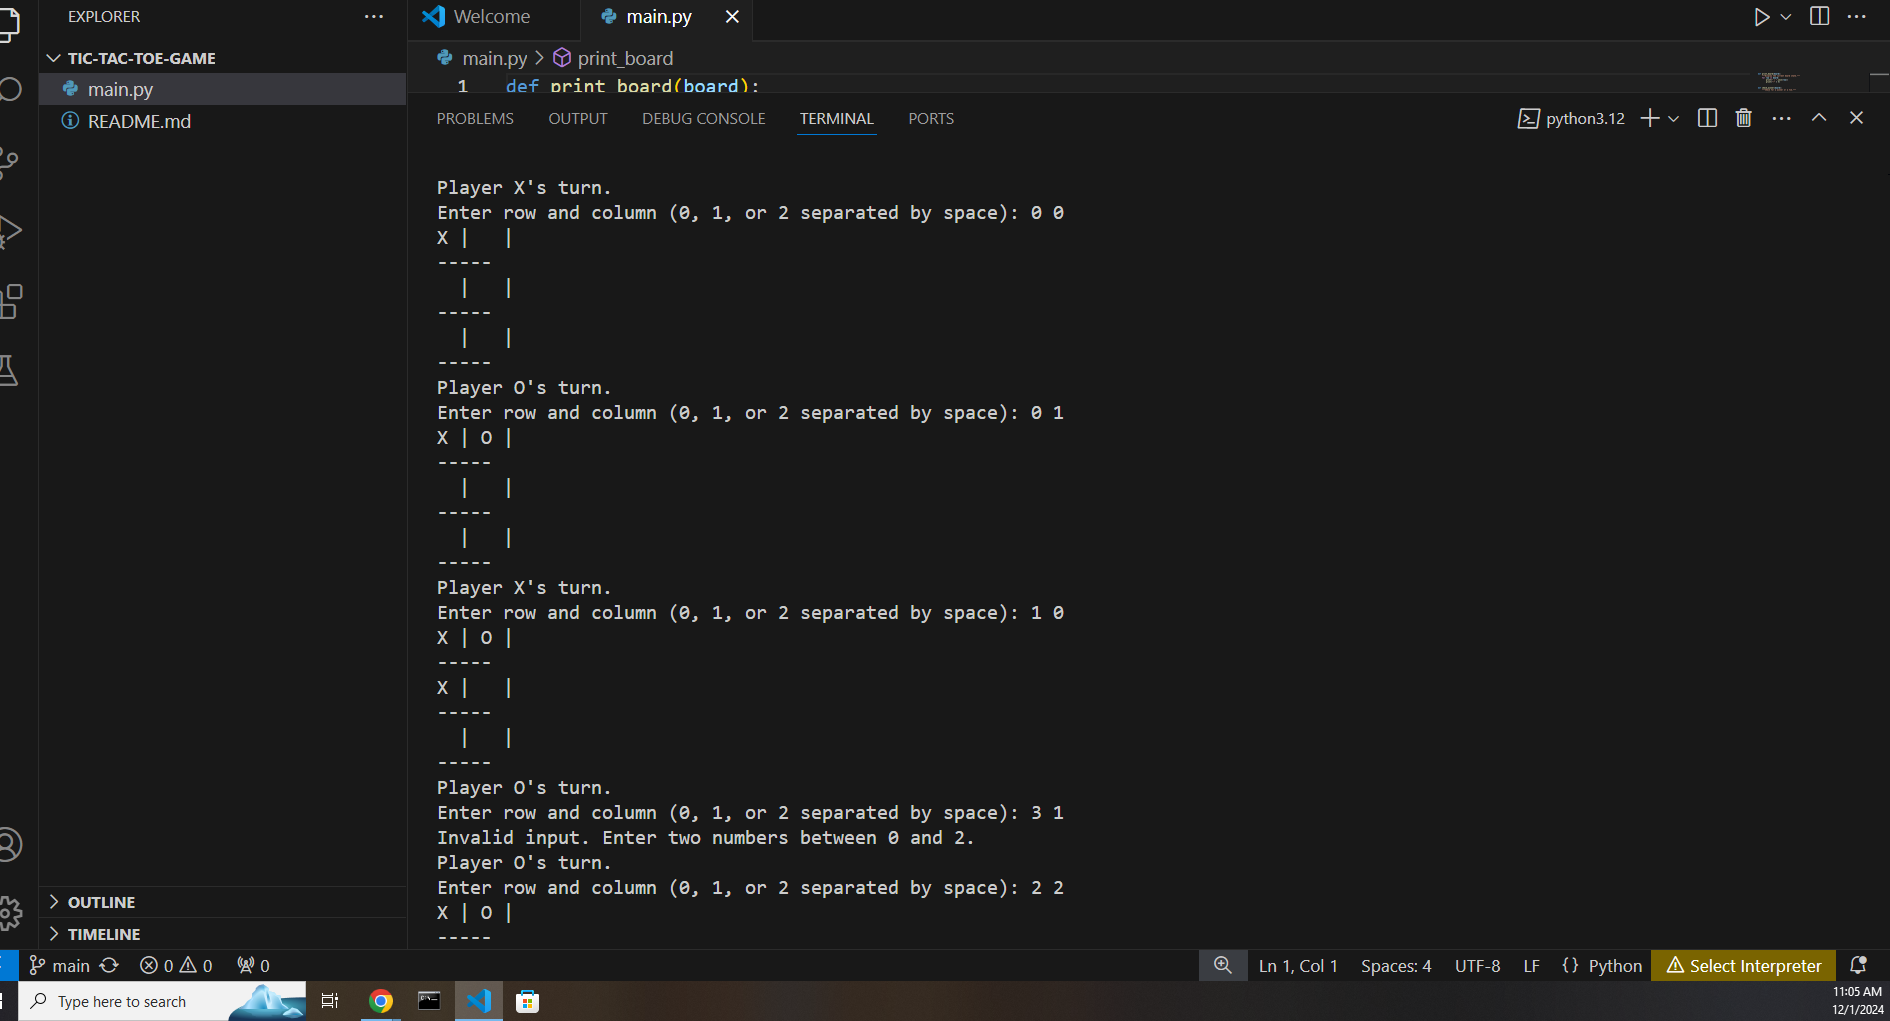 EXPLORER
TIC-TAC-TOE-GAME
main.py
README.md
OUTLINE
TIMELINE
Welcome
main.py
main.py > print_board
1 def print_board(board):
PROBLEMS OUTPUT DEBUG CONSOLE TERMINAL PORTS
python3.12
Player X's turn.
Enter row and column (0, 1, or 2 separated by space): 0 0
X |   |
-----
  |   |
-----
  |   |
-----
Player O's turn.
Enter row and column (0, 1, or 2 separated by space): 0 1
X | O |
-----
  |   |
-----
  |   |
-----
Player X's turn.
Enter row and column (0, 1, or 2 separated by space): 1 0
X | O |
-----
X |   |
-----
  |   |
-----
Player O's turn.
Enter row and column (0, 1, or 2 separated by space): 3 1
Invalid input. Enter two numbers between 0 and 2.
Player O's turn.
Enter row and column (0, 1, or 2 separated by space): 2 2
X | O |
-----
main 0 0 0 Ln 1, Col 1 Spaces: 4 UTF-8 LF {} Python Select Interpreter
Type here to search
11:05 AM
12/1/2024